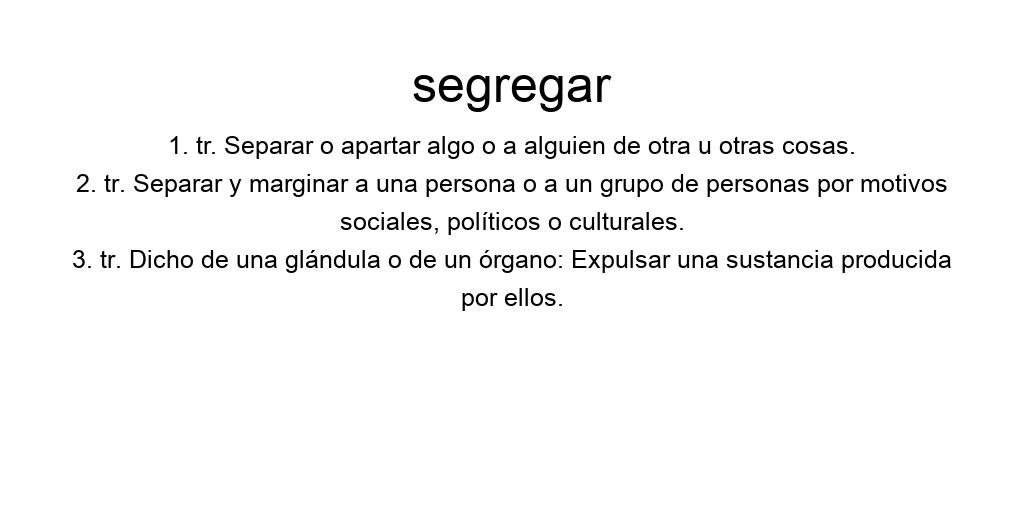 segregar
1. tr. Separar o apartar algo o a alguien de otra u otras cosas.
2. tr. Separar y marginar a una persona o a un grupo de personas por motivos
sociales, políticos o culturales.
3. tr. Dicho de una glándula o de un órgano: Expulsar una sustancia producida
por ellos.